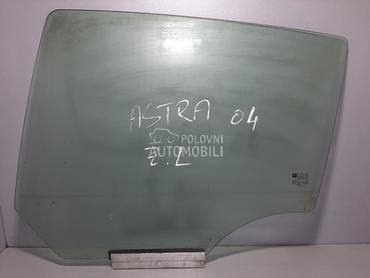 ASTRA 04
POLOVNI
AUTOMOBILI
Z.L